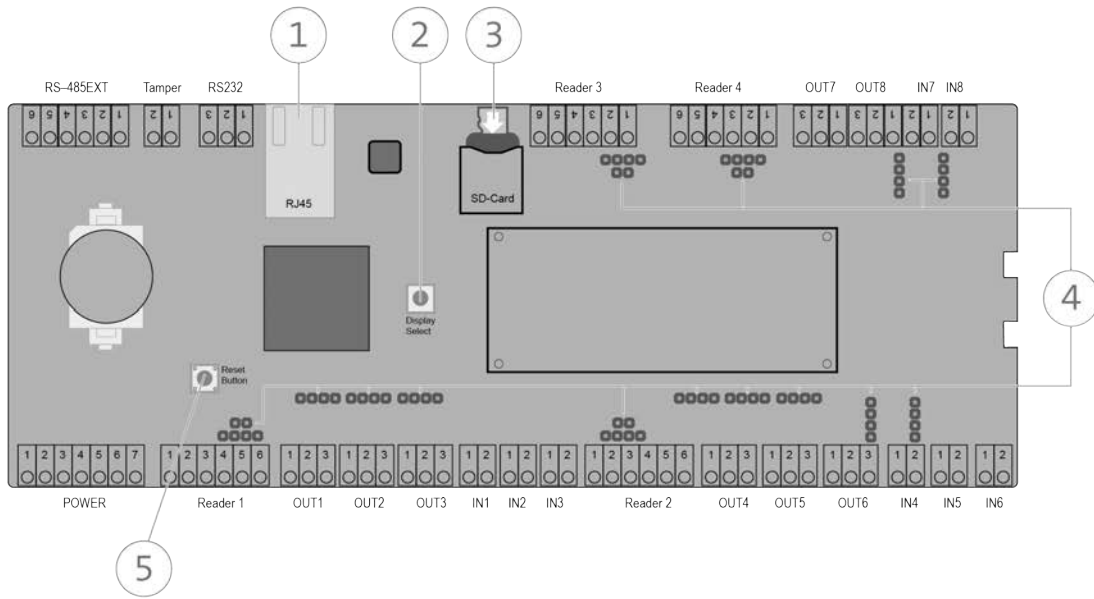 1 2 3
RS-485EXT Tamper RS232 Reader 3 Reader 4 OUT7 OUT8 IN7 IN8
6 5 4 3 2 1 2 1 3 2 1 6 5 4 3 2 1 6 5 4 3 2 1 3 2 1 3 2 1 2 1 2 1
RJ45 SD-Card
4
Display
Select
Reset
Button
1 2 3 4 5 6 7 1 2 3 4 5 6 1 2 3 1 2 3 1 2 3 1 2 1 2 1 2 1 2 3 4 5 6 1 2 3 1 2 3 1 2 3 1 2 1 2 1 2
POWER Reader 1 OUT1 OUT2 OUT3 IN1 IN2 IN3 Reader 2 OUT4 OUT5 OUT6 IN4 IN5 IN6
5